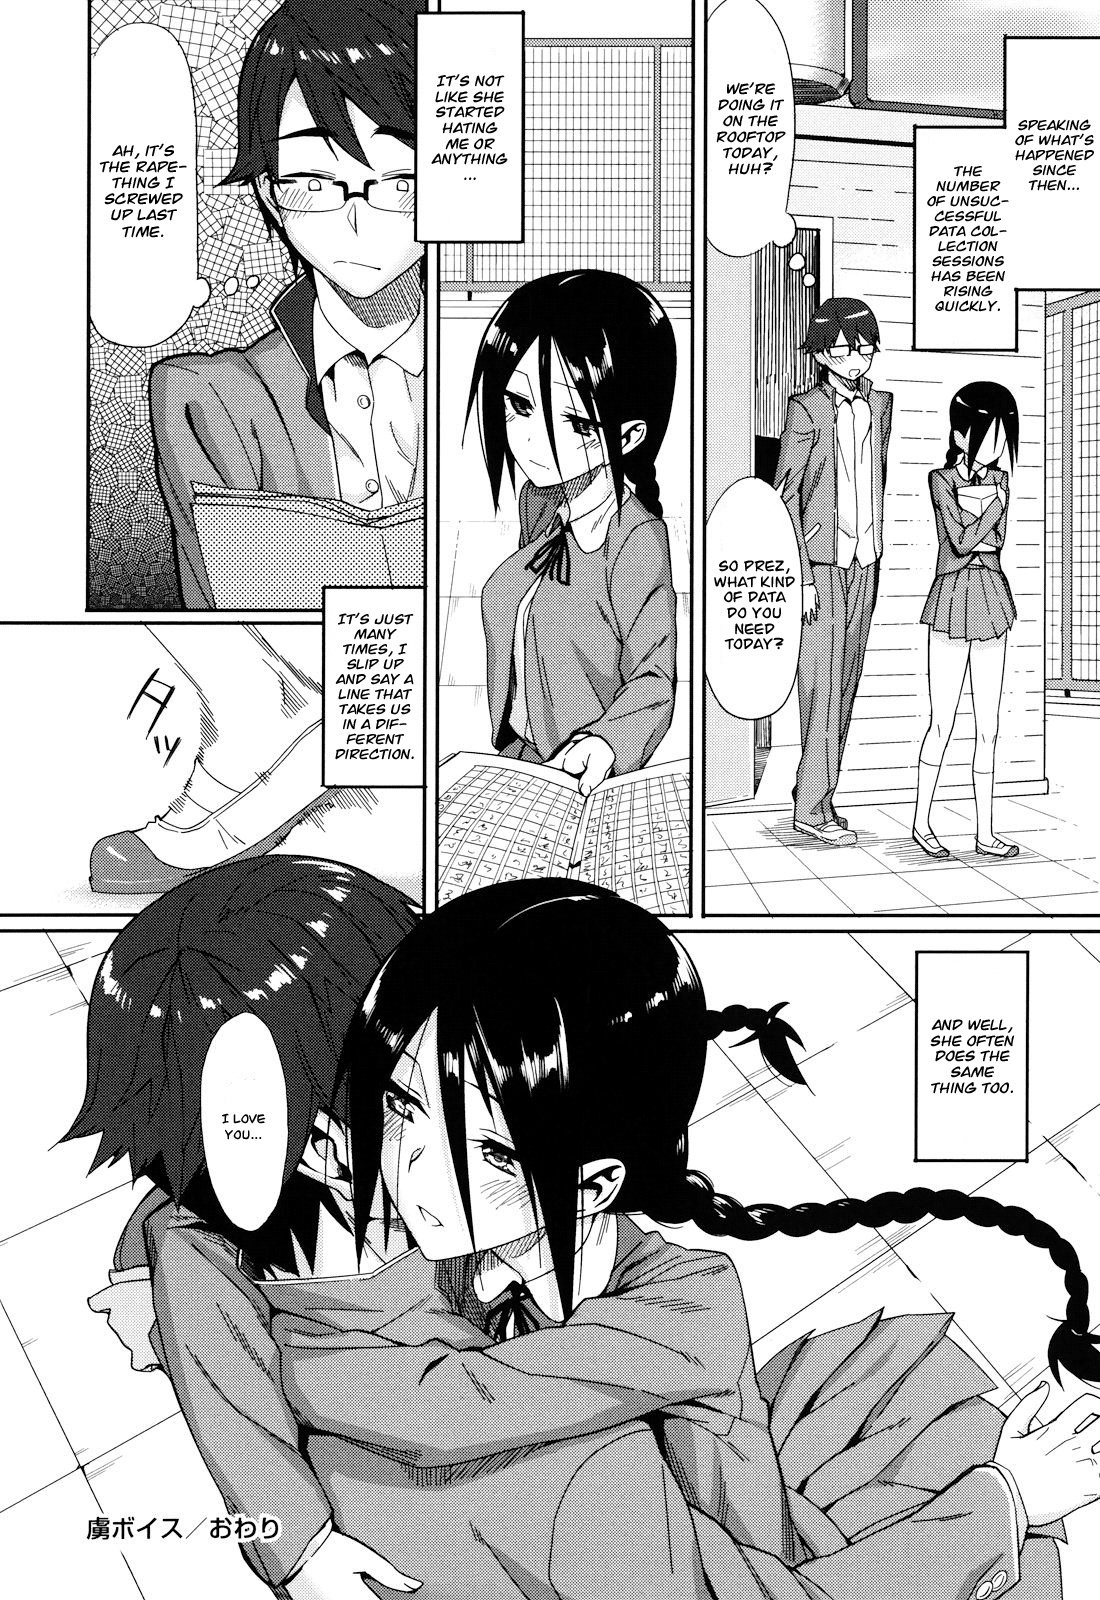 SPEAKING
OF WHAT'S
HAPPENED
SINCE
THEN...
THE
NUMBER
OF UNSUC-
CESSFUL
DATA COL-
LECTION
SESSIONS
HAS BEEN
RISING
QUICKLY.
WE'RE
DOING IT
ON THE
ROOFTOP
TODAY,
HUH?
SO PREZ,
WHAT KIND
OF DATA
DO YOU
NEED
TODAY?
IT'S NOT
LIKE SHE
STARTED
HATING
ME OR
ANYTHING
...
AH, IT'S
THE RAPE-
THING I
SCREWED
UP LAST
TIME.
IT'S JUST
MANY
TIMES, I
SLIP UP
AND SAY A
LINE THAT
TAKES US
IN A DIF-
FERENT
DIRECTION.
AND WELL,
SHE OFTEN
DOES THE
SAME
THING TOO.
I LOVE
YOU...
虜ボイス／おわり